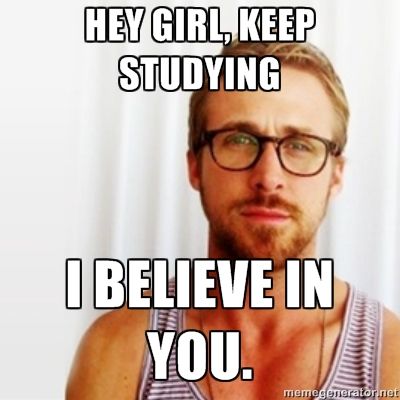 HEY GIRL, KEEP
STUDYING
I BELIEVE IN
YOU.
memegenerator.net